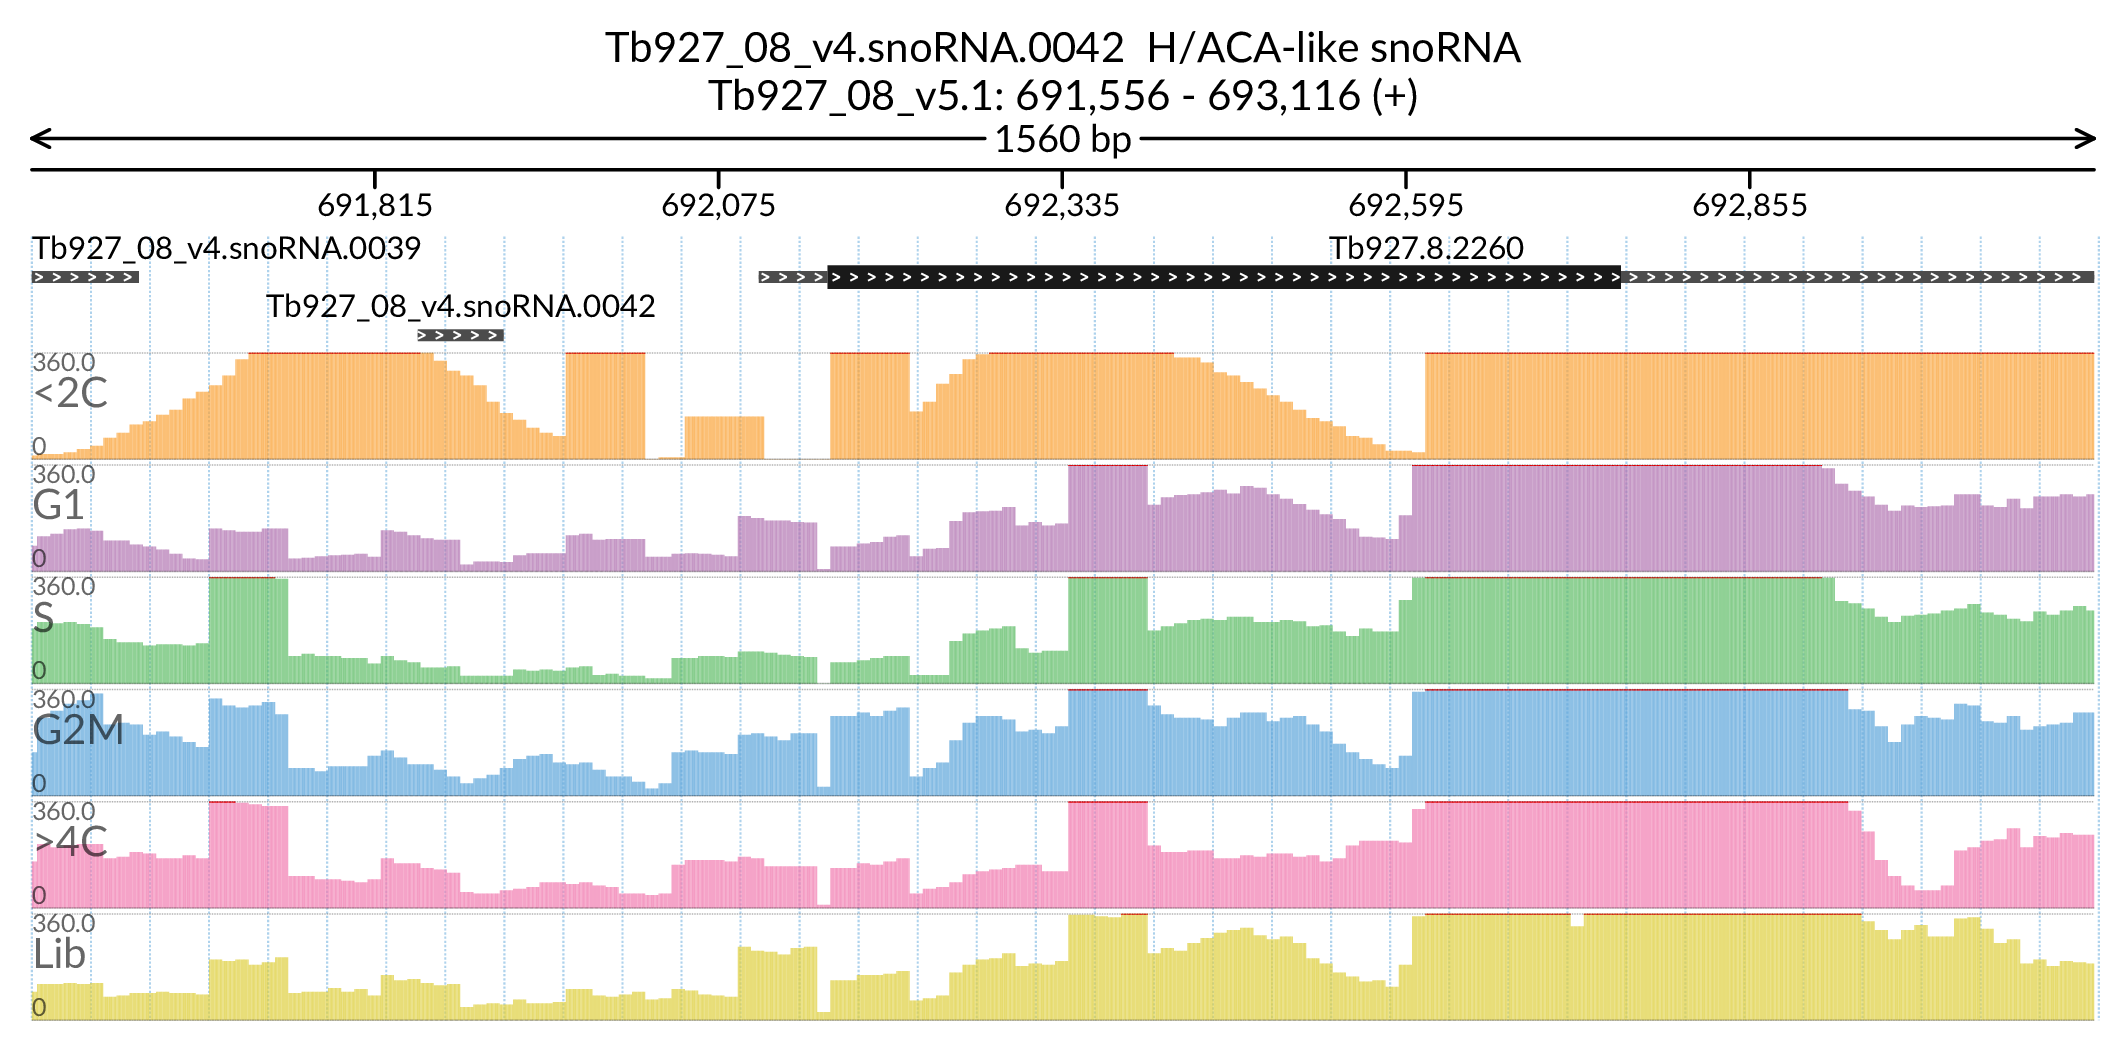 Tb927_08_v4.snoRNA.0042 H/ACA-like snoRNA
Tb927_08_v5.1: 691,556 - 693,116 (+)
1560 bp
691,815 692,075 692,335 692,595 692,855
Tb927_08_v4.snoRNA.0039 Tb927.8.2260
Tb927_08_v4.snoRNA.0042
360.0
<2C
0
360.0
G1
0
360.0
S
0
360.0
G2M
0
360.0
>4C
0
360.0
Lib
0